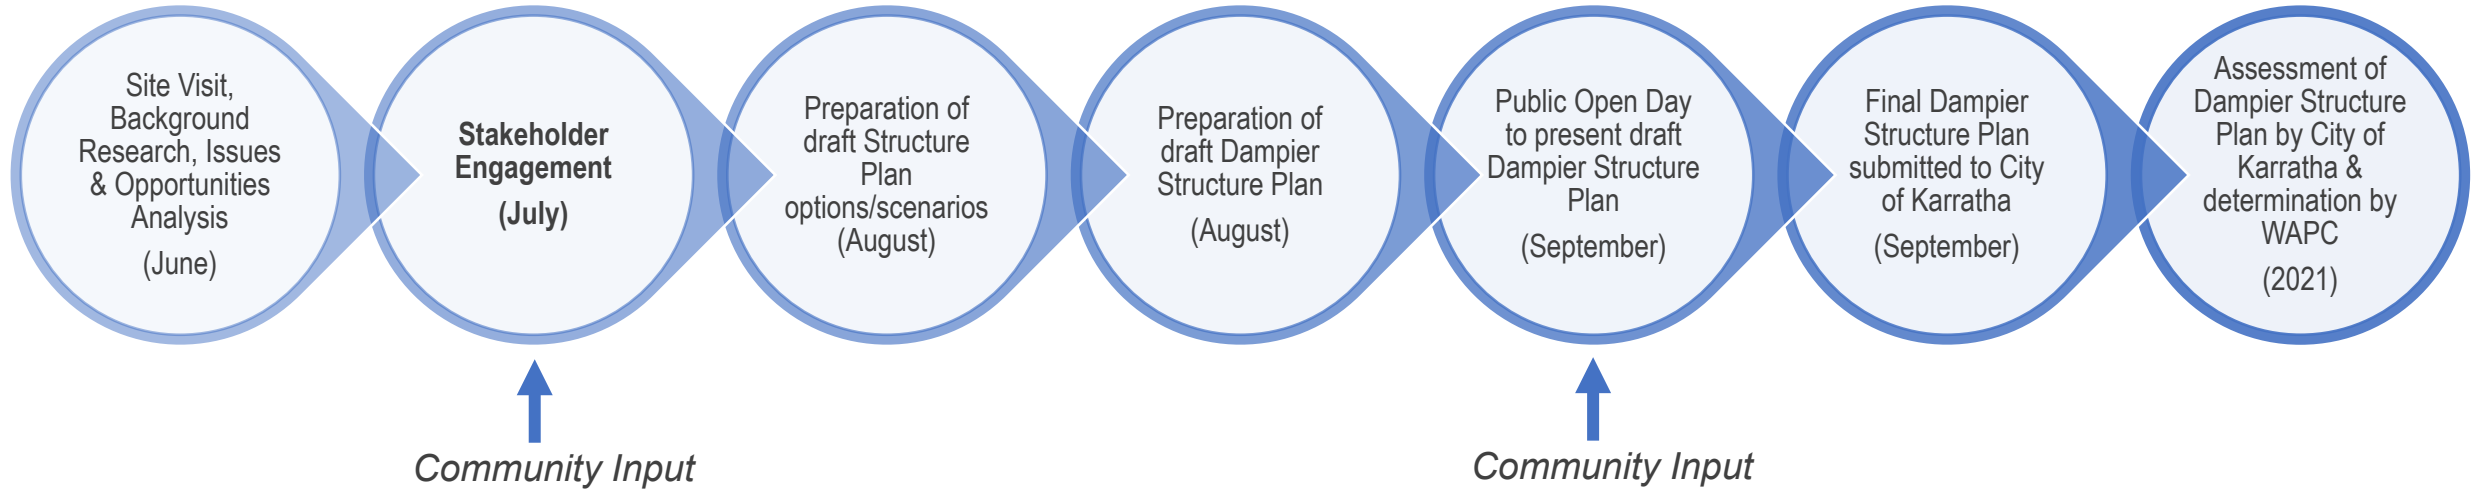 Site Visit,
Background
Research, Issues
& Opportunities
Analysis
(June)
Stakeholder
Engagement
(July)
Preparation of
draft Structure
Plan
options/scenarios
(August)
Preparation of
draft Dampier
Structure Plan
(August)
Public Open Day
to present draft
Dampier Structure
Plan
(September)
Final Dampier
Structure Plan
submitted to City
of Karratha
(September)
Assessment of
Dampier Structure
Plan by City of
Karratha &
determination by
WAPC
(2021)
Community Input
Community Input